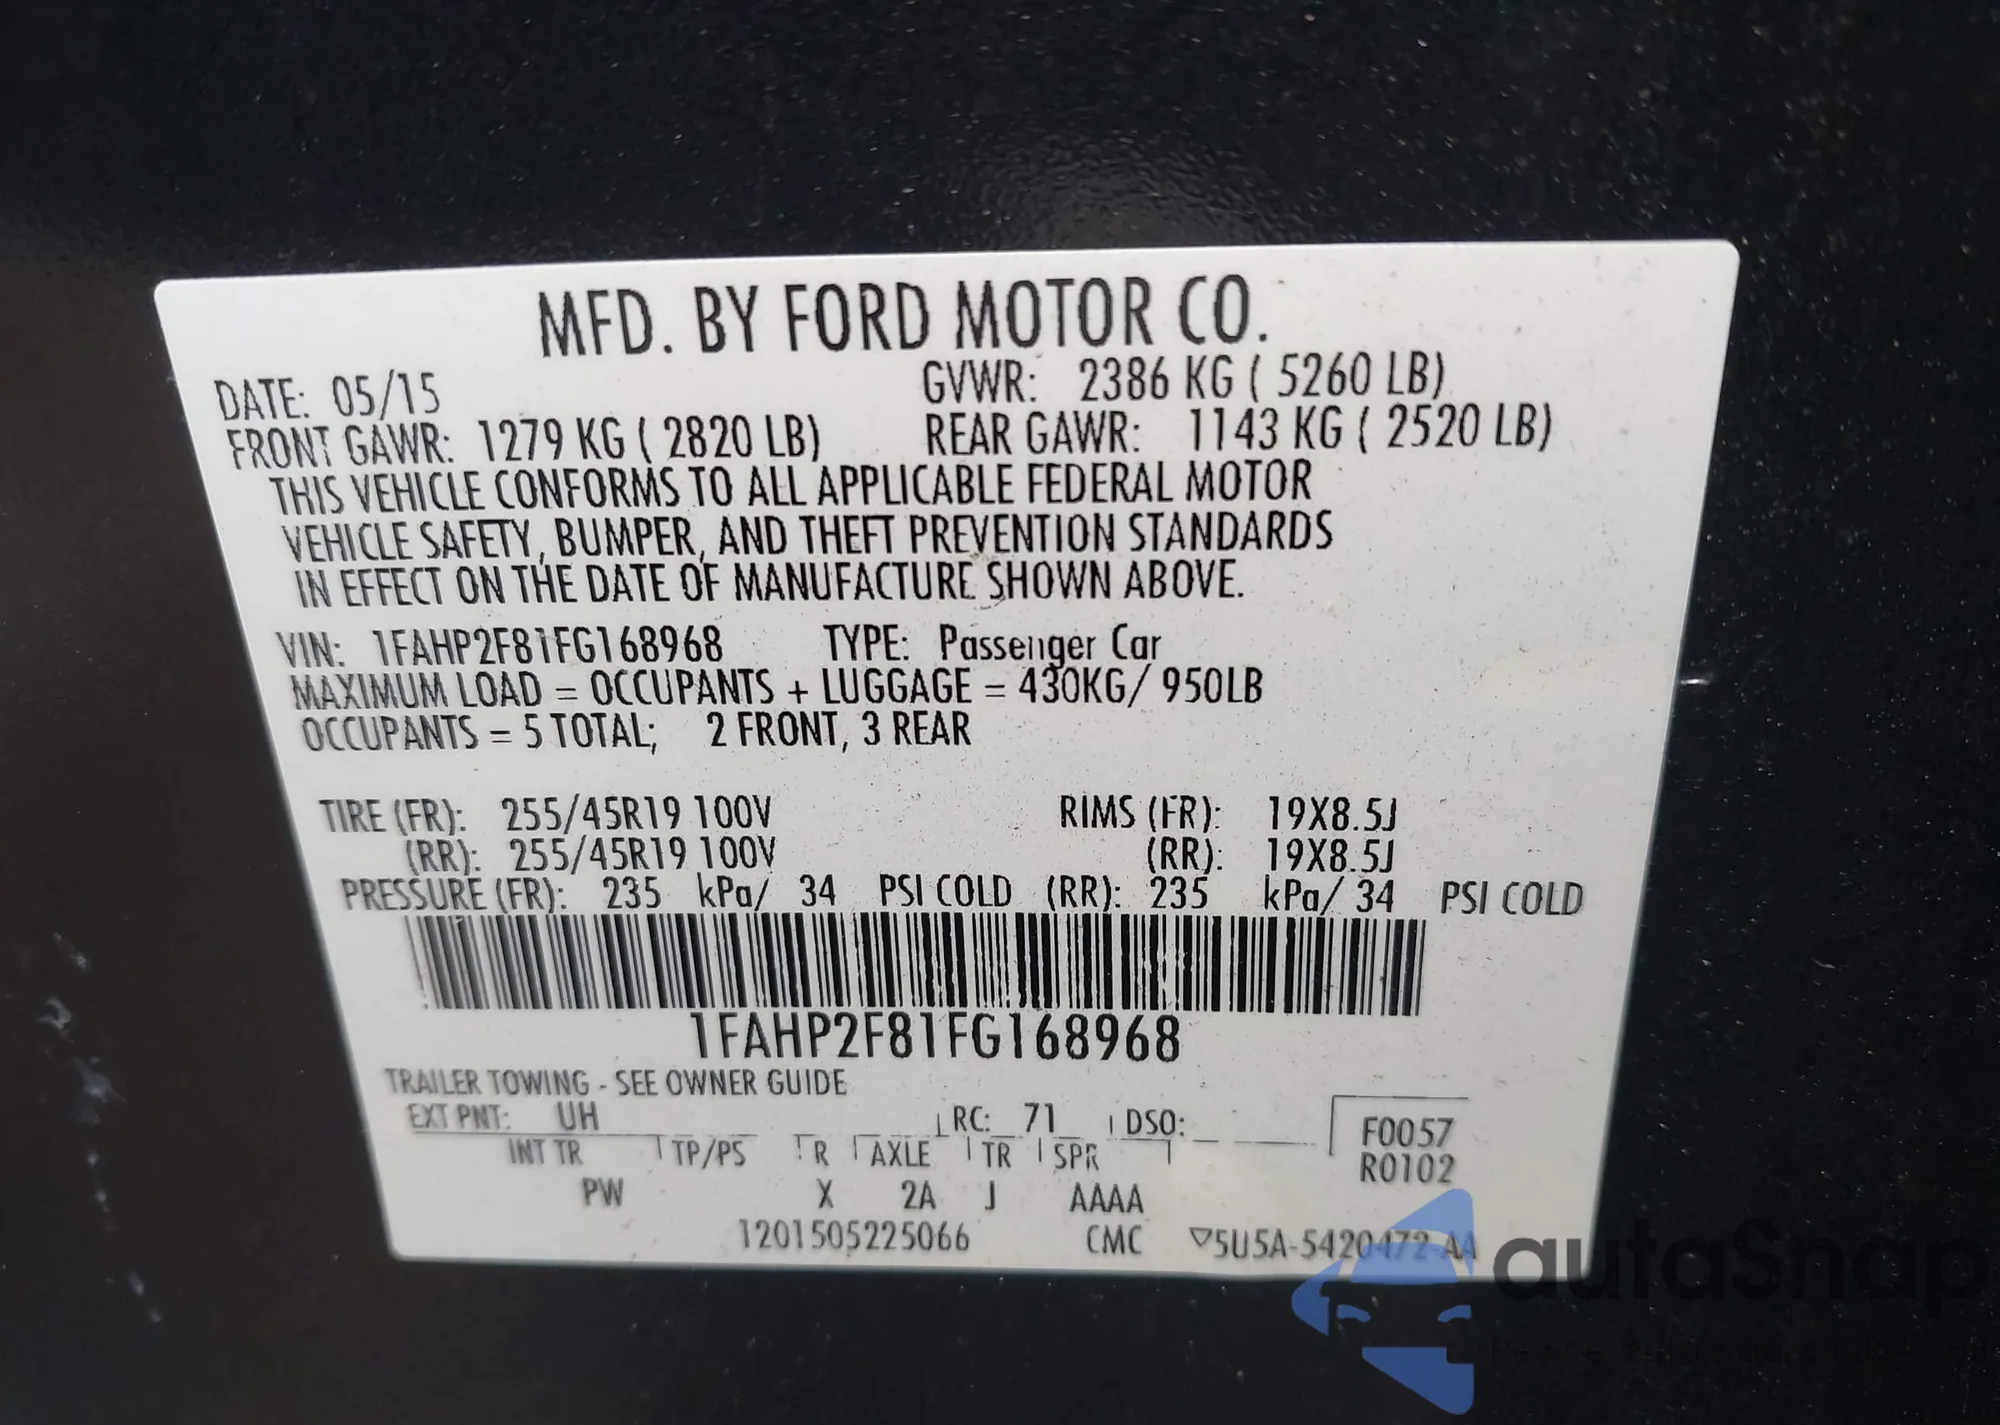 MFD. BY FORD MOTOR CO.
DATE: 05/15 GVWR: 2386 KG ( 5260 LB)
FRONT GAWR: 1279 KG ( 2820 LB) REAR GAWR: 1143 KG ( 2520 LB)
THIS VEHICLE CONFORMS TO ALL APPLICABLE FEDERAL MOTOR
VEHICLE SAFETY, BUMPER, AND THEFT PREVENTION STANDARDS
IN EFFECT ON THE DATE OF MANUFACTURE SHOWN ABOVE.
VIN: 1FAHP2F81FG168968 TYPE: Passenger Car
MAXIMUM LOAD = OCCUPANTS + LUGGAGE = 430KG/ 950LB
OCCUPANTS = 5 TOTAL; 2 FRONT, 3 REAR
TIRE (FR): 255/45R19 100V RIMS (FR): 19X8.5J
(RR): 255/45R19 100V (RR): 19X8.5J
PRESSURE (FR): 235 kPa/ 34 PSI COLD (RR): 235 kPa/ 34 PSI COLD
1FAHP2F81FG168968
TRAILER TOWING - SEE OWNER GUIDE
EXT PNT: UH RC: 71 DSO: F0057
INT TR TP/PS R AXLE TR SPR R0102
PW X 2A J AAAA
1201505225066 CMC ▽5U5A-5420472-AA
autoSnap